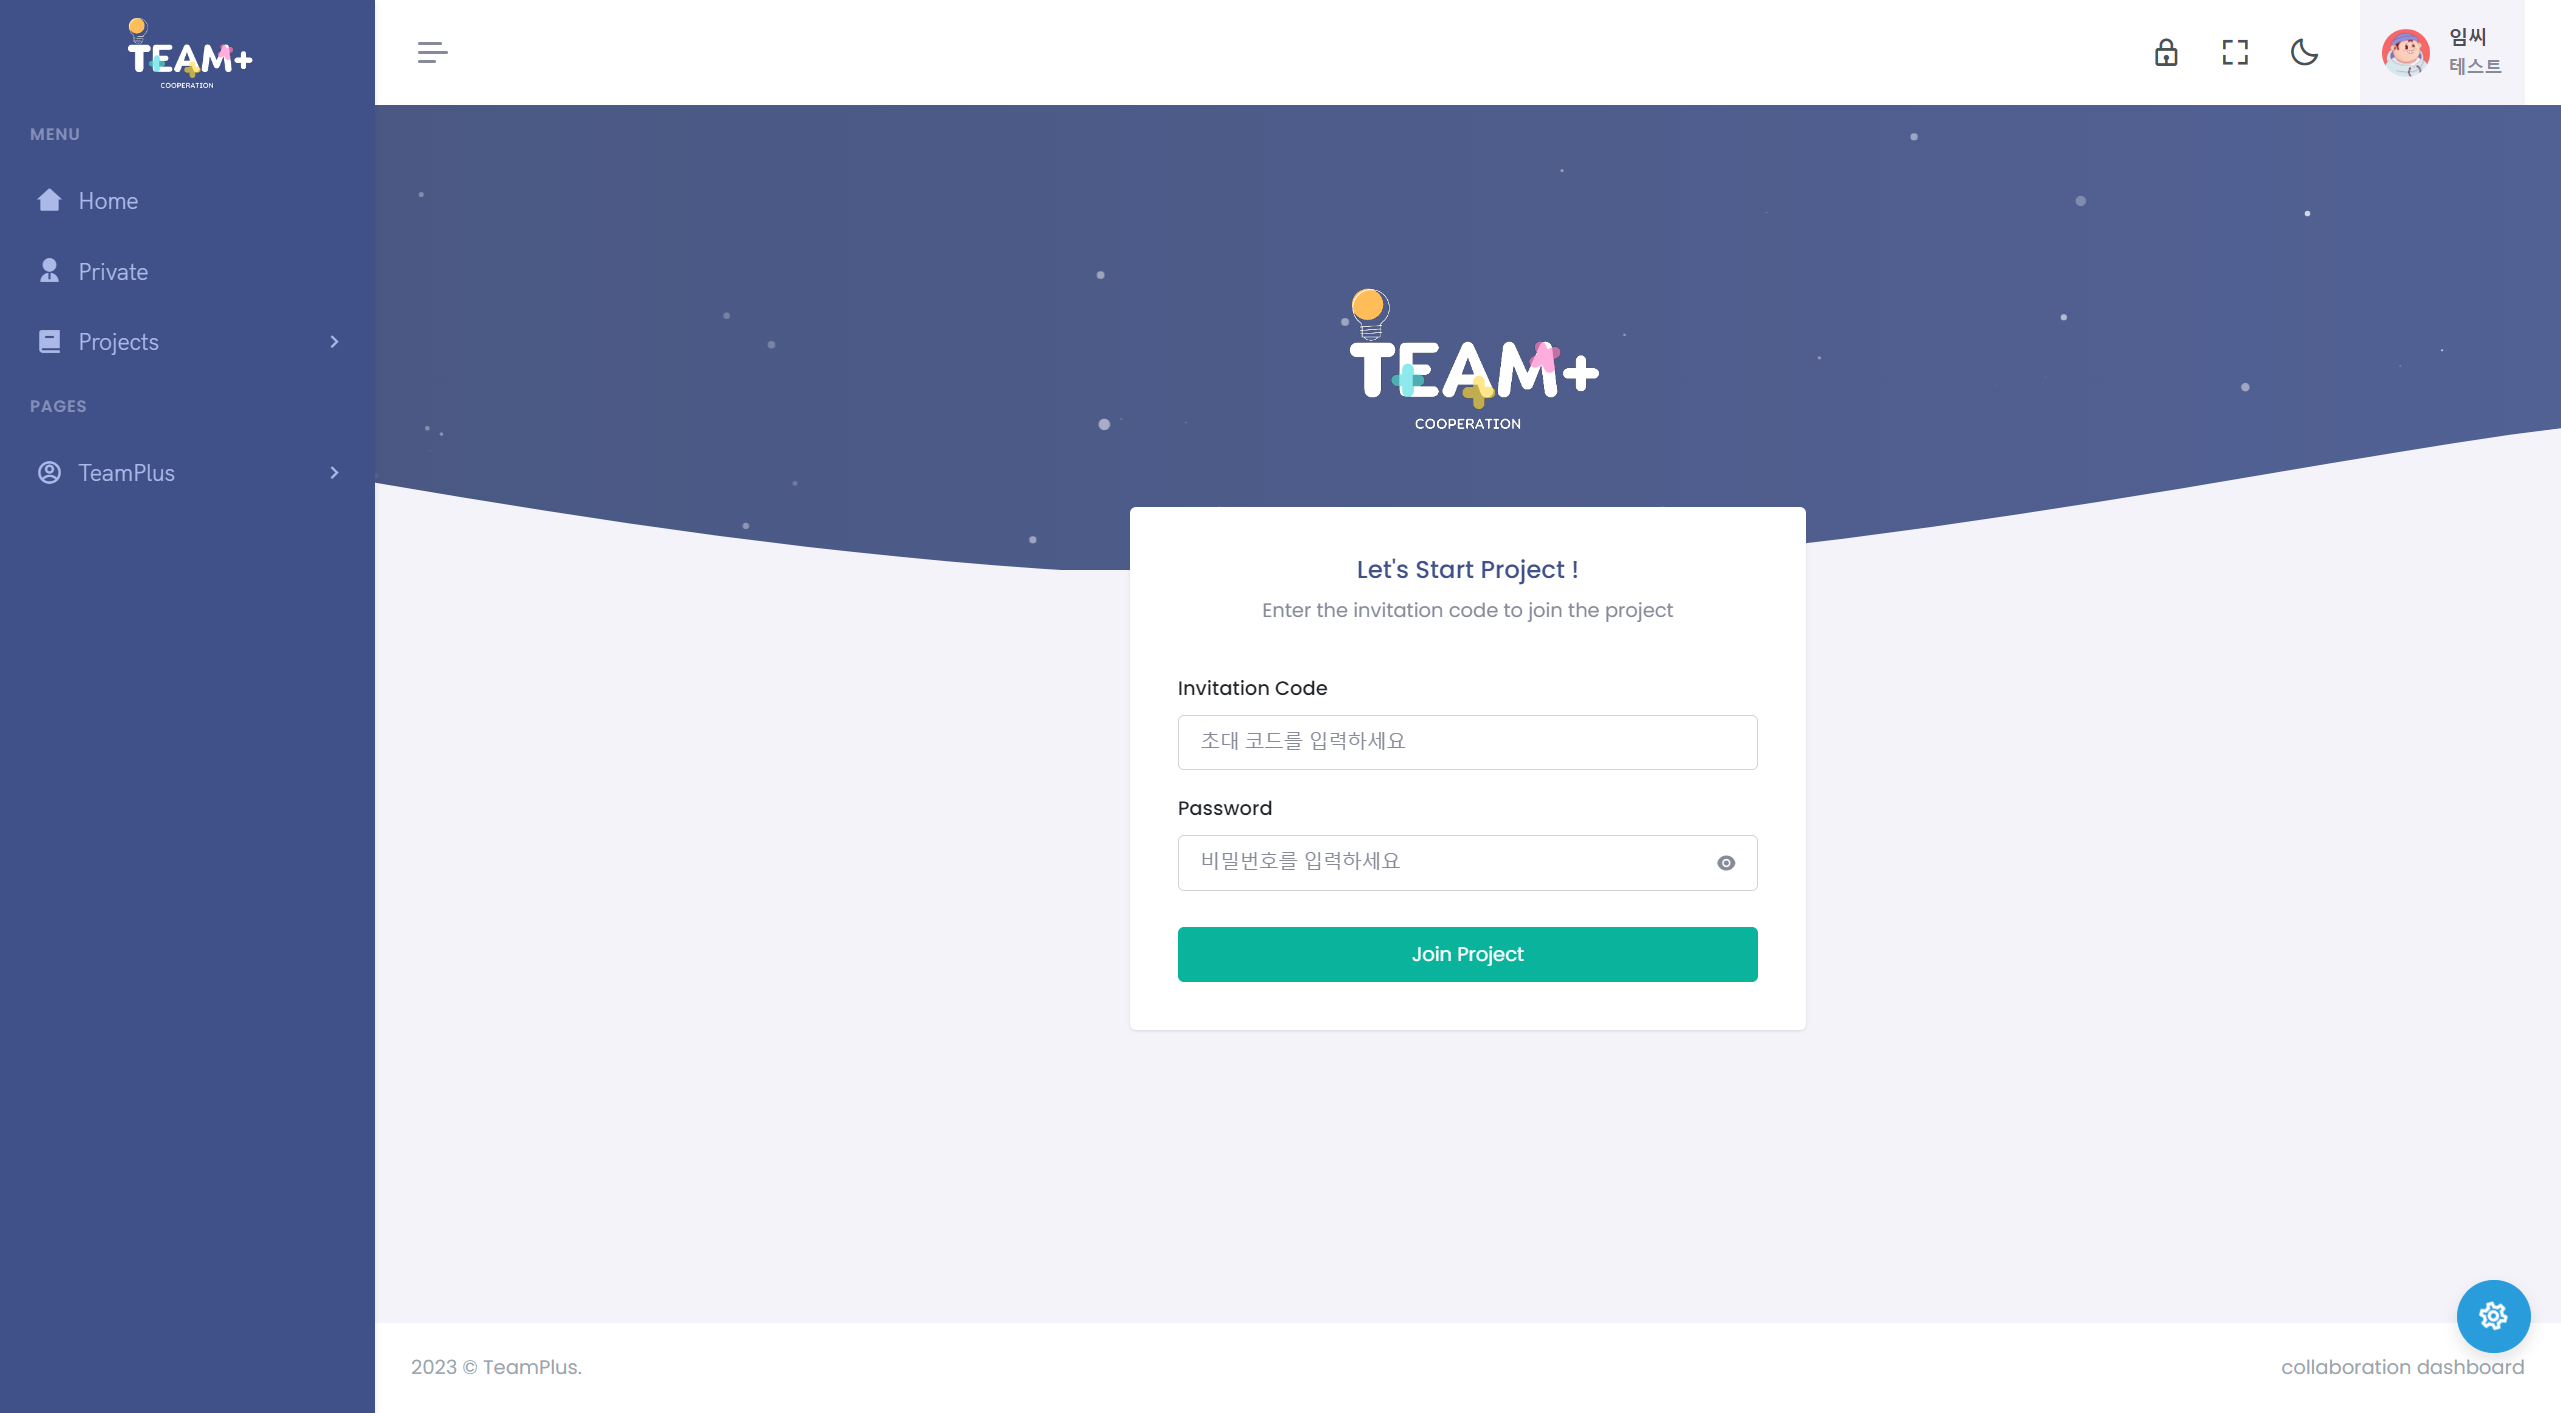 TEAM+
COOPERATION
MENU
Home
Private
Projects
PAGES
TeamPlus
임씨
테스트
TEAM+
COOPERATION
Let's Start Project !
Enter the invitation code to join the project
Invitation Code
초대 코드를 입력하세요
Password
비밀번호를 입력하세요
Join Project
2023 © TeamPlus.
collaboration dashboard